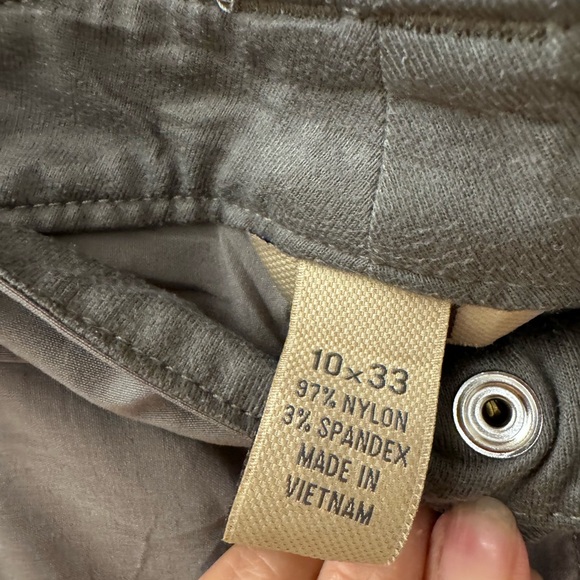 10×33
97% NYLON
3% SPANDEX
MADE IN
VIETNAM